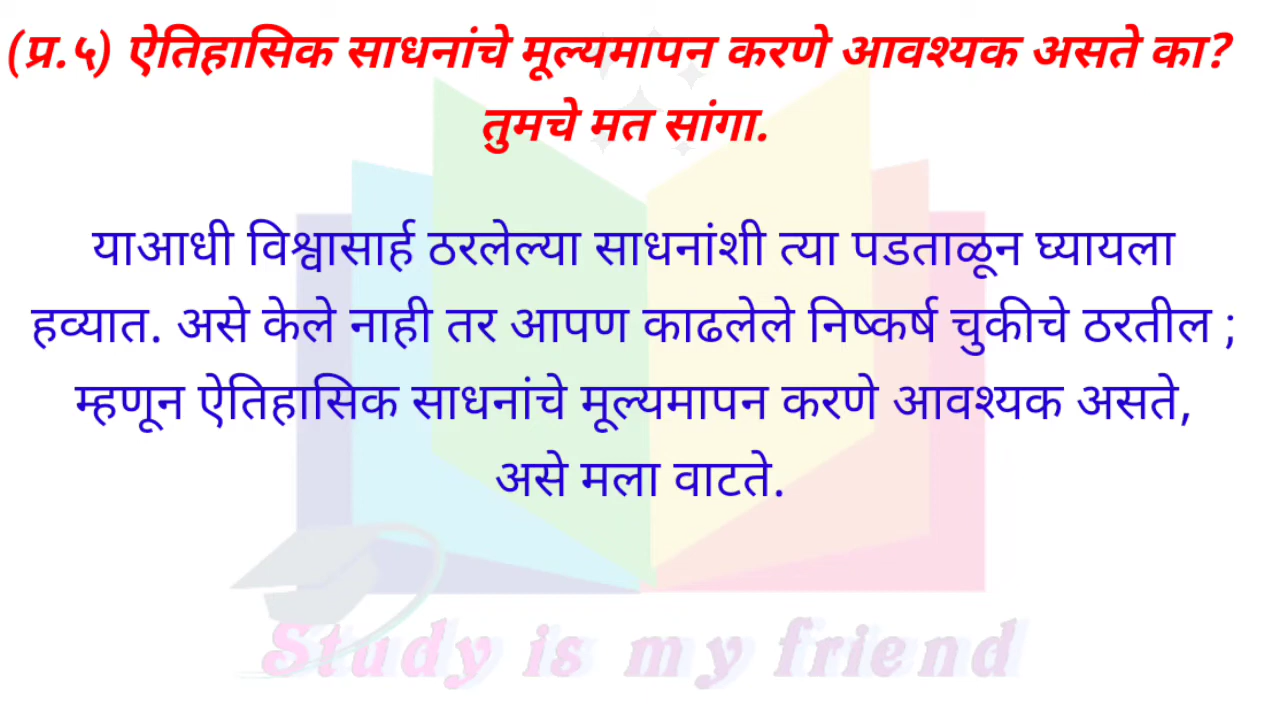 (प्र.५) ऐतिहासिक साधनांचे मूल्यमापन करणे आवश्यक असते का?
तुमचे मत सांगा.
याआधी विश्वासार्ह ठरलेल्या साधनांशी त्या पडताळून घ्यायला
हव्यात. असे केले नाही तर आपण काढलेले निष्कर्ष चुकीचे ठरतील ;
म्हणून ऐतिहासिक साधनांचे मूल्यमापन करणे आवश्यक असते,
असे मला वाटते.
Study is my friend